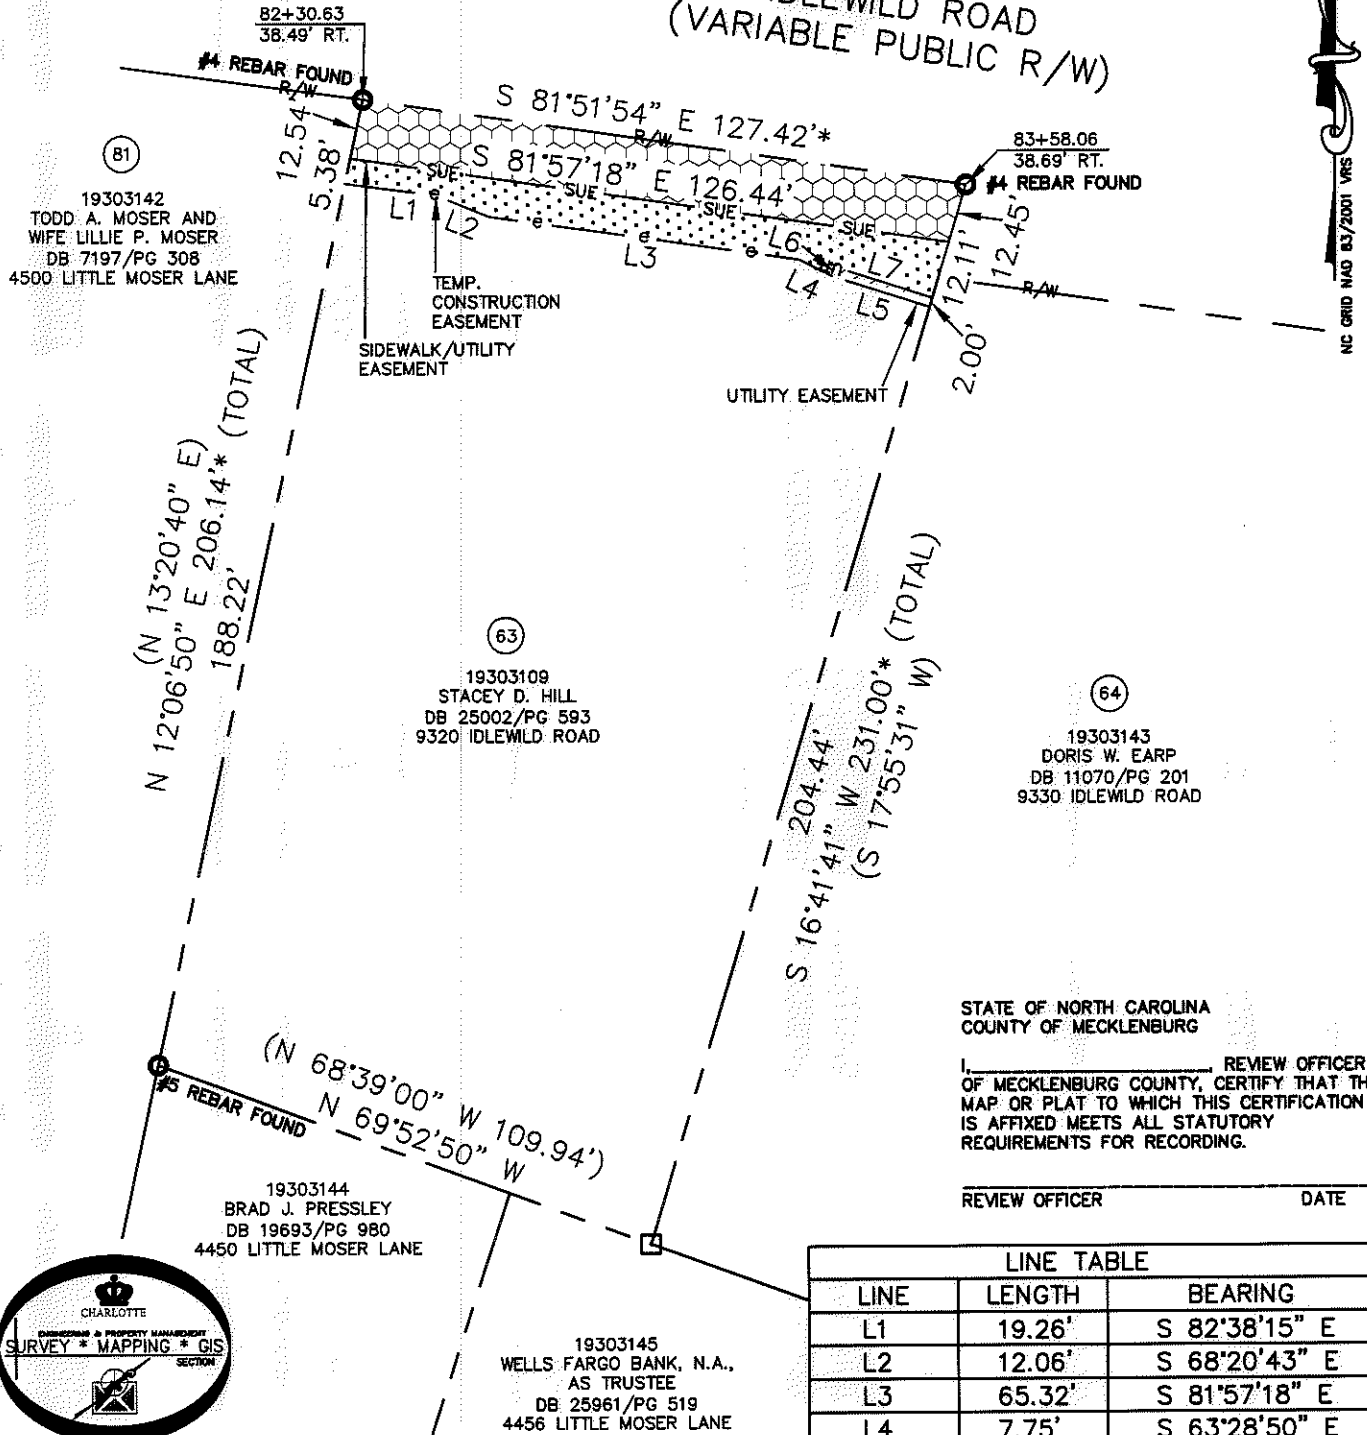 IDLEWILD ROAD
(VARIABLE PUBLIC R/W)
82+30.63
38.49' RT.
#4 REBAR FOUND
R/W
S 81°51'54" E 127.42'*
R/W
83+58.06
38.69' RT.
#4 REBAR FOUND
12.54'
5.38'
SUE
S 81°57'18" E 126.44'
SUE
SUE
SUE
12.11'
12.45'
R/W
2.00'
L1
L2
L3
L4
L5
L6
L7
e
e
e
e
TEMP.
CONSTRUCTION
EASEMENT
SIDEWALK/UTILITY
EASEMENT
UTILITY EASEMENT
NC GRID NAD 83/2001 VRS
81
19303142
TODD A. MOSER AND
WIFE LILLIE P. MOSER
DB 7197/PG 308
4500 LITTLE MOSER LANE
(N 13°20'40" E)
N 12°06'50" E 206.14'* (TOTAL)
188.22'
63
19303109
STACEY D. HILL
DB 25002/PG 593
9320 IDLEWILD ROAD
204.44'
S 16°41'41" W 231.00'* (TOTAL)
(S 17°55'31" W)
64
19303143
DORIS W. EARP
DB 11070/PG 201
9330 IDLEWILD ROAD
#5 REBAR FOUND
(N 68°39'00" W 109.94')
N 69°52'50" W
19303144
BRAD J. PRESSLEY
DB 19693/PG 980
4450 LITTLE MOSER LANE
19303145
WELLS FARGO BANK, N.A.,
AS TRUSTEE
DB 25961/PG 519
4456 LITTLE MOSER LANE
STATE OF NORTH CAROLINA
COUNTY OF MECKLENBURG
I,____________________, REVIEW OFFICER
OF MECKLENBURG COUNTY, CERTIFY THAT TH
MAP OR PLAT TO WHICH THIS CERTIFICATION
IS AFFIXED MEETS ALL STATUTORY
REQUIREMENTS FOR RECORDING.
REVIEW OFFICER DATE
CHARLOTTE
ENGINEERING & PROPERTY MANAGEMENT
SURVEY * MAPPING * GIS
SECTION
LINE TABLE
LINE LENGTH BEARING
L1 19.26' S 82°38'15" E
L2 12.06' S 68°20'43" E
L3 65.32' S 81°57'18" E
L4 7.75' S 63°28'50" E